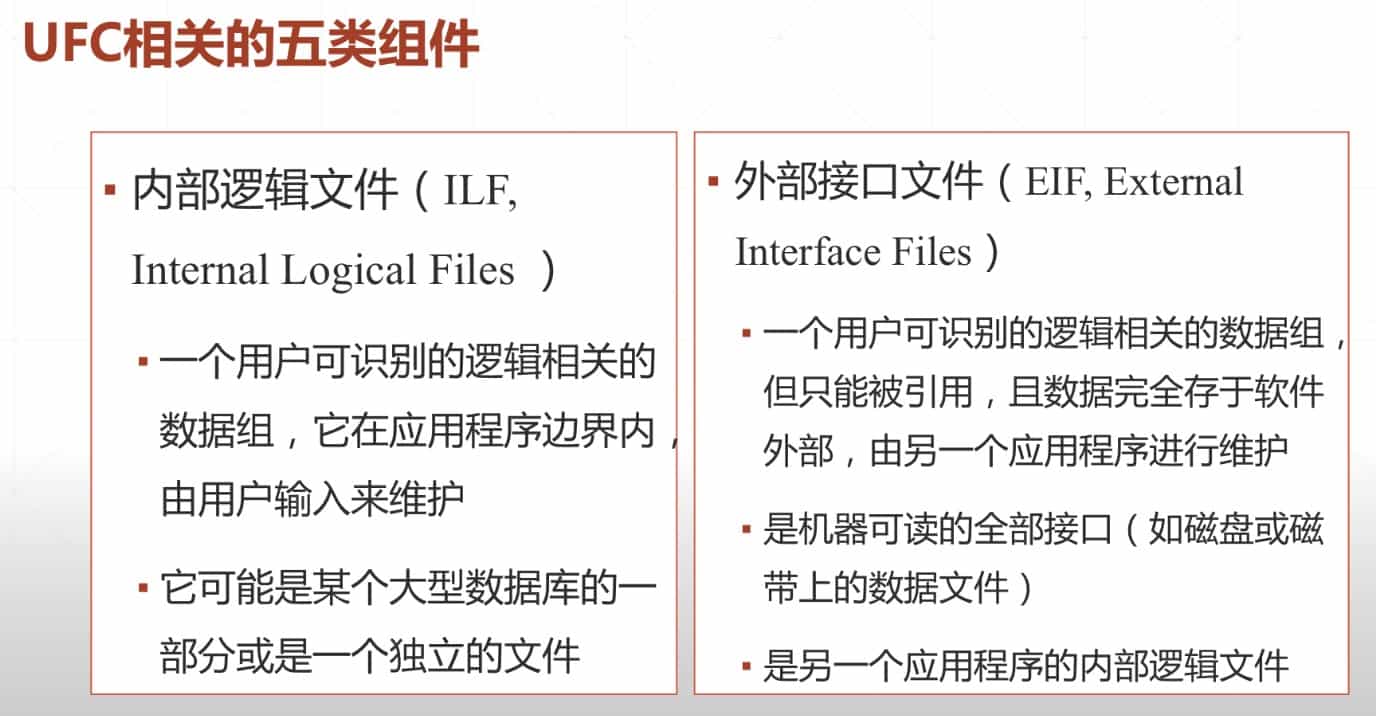 UFC相关的五类组件
▪ 内部逻辑文件（ILF,
Internal Logical Files ）
▪ 一个用户可识别的逻辑相关的
数据组，它在应用程序边界内，
由用户输入来维护
▪ 它可能是某个大型数据库的一
部分或是一个独立的文件
▪ 外部接口文件（EIF, External
Interface Files）
▪ 一个用户可识别的逻辑相关的数据组，
但只能被引用，且数据完全存于软件
外部，由另一个应用程序进行维护
▪ 是机器可读的全部接口（如磁盘或磁
带上的数据文件）
▪ 是另一个应用程序的内部逻辑文件